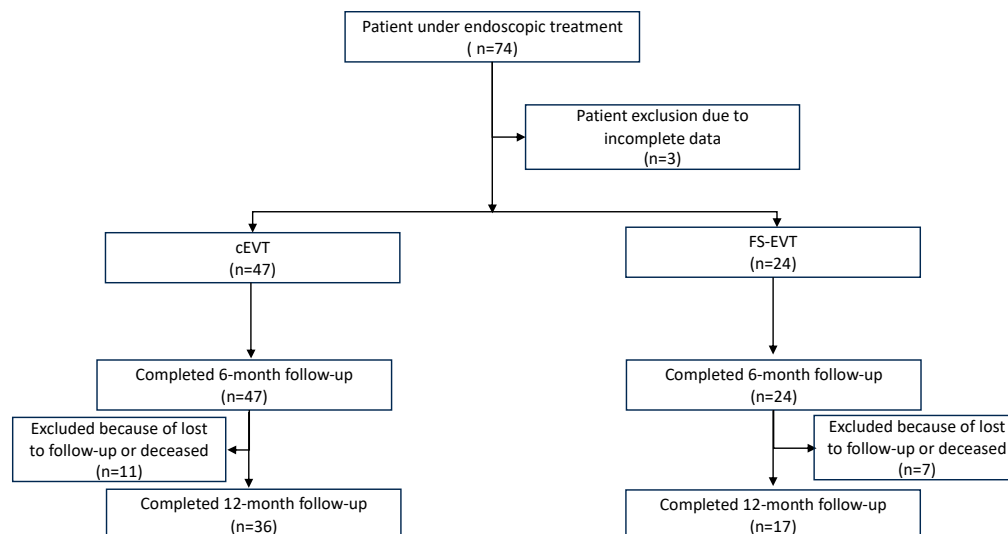 Patient under endoscopic treatment
( n=74)
Patient exclusion due to
incomplete data
(n=3)
cEVT
(n=47)
FS-EVT
(n=24)
Completed 6-month follow-up
(n=47)
Completed 6-month follow-up
(n=24)
Excluded because of lost
to follow-up or deceased
(n=11)
Excluded because of lost
to follow-up or deceased
(n=7)
Completed 12-month follow-up
(n=36)
Completed 12-month follow-up
(n=17)